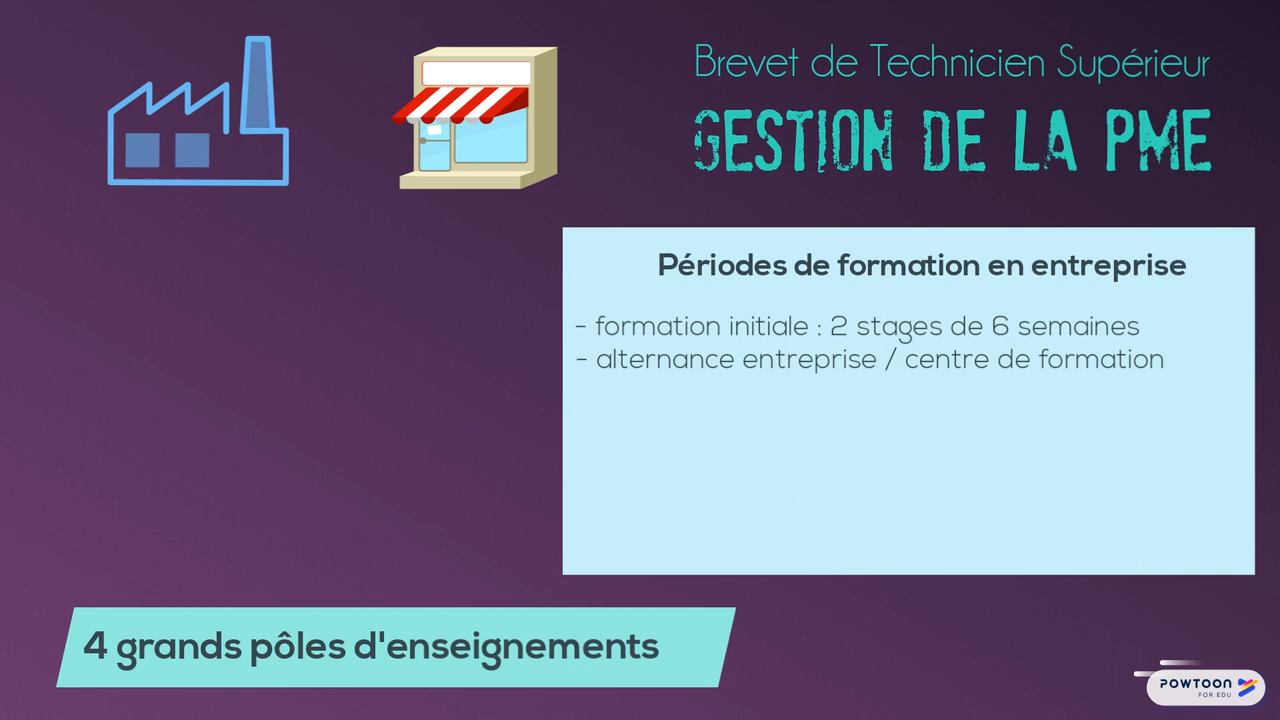 Brevet de Technicien Supérieur
GESTION DE LA PME
Périodes de formation en entreprise
- formation initiale : 2 stages de 6 semaines
- alternance entreprise / centre de formation
4 grands pôles d'enseignements
POWTOON
FOR EDU